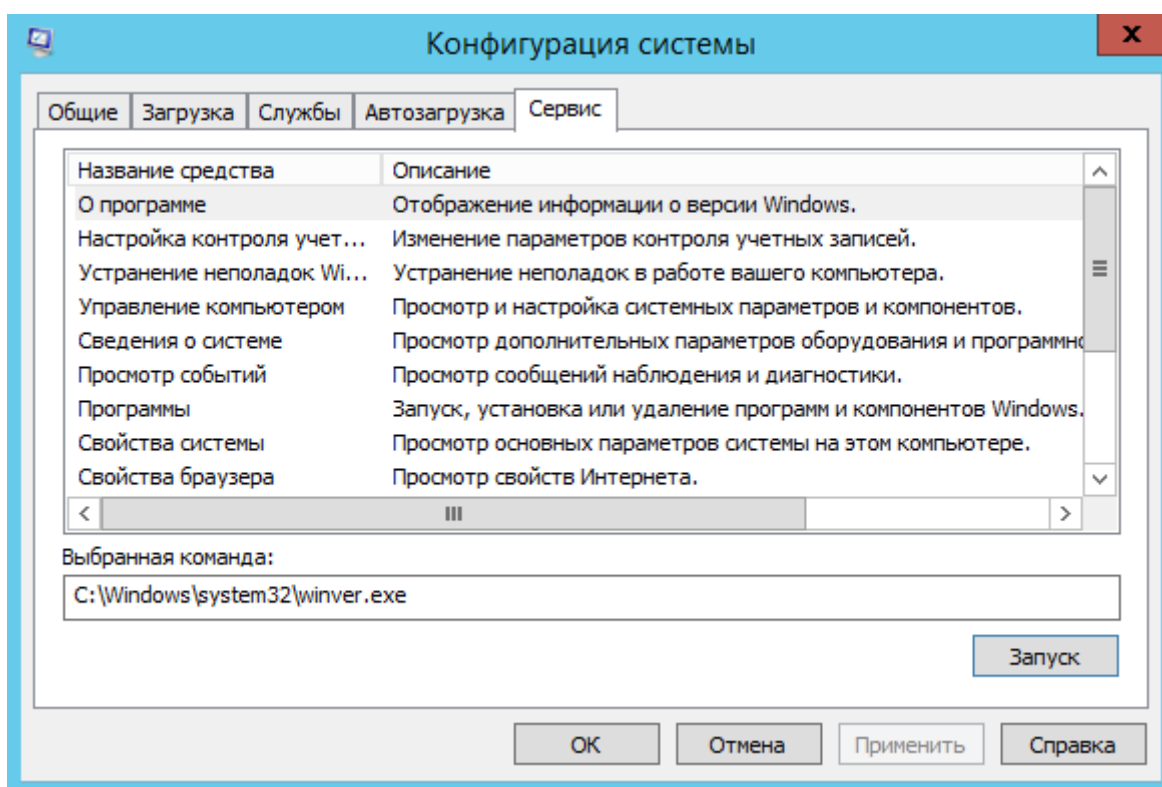 Конфигурация системы
x
Общие Загрузка Службы Автозагрузка Сервис
Название средства Описание
О программе Отображение информации о версии Windows.
Настройка контроля учет... Изменение параметров контроля учетных записей.
Устранение неполадок Wi... Устранение неполадок в работе вашего компьютера.
Управление компьютером Просмотр и настройка системных параметров и компонентов.
Сведения о системе Просмотр дополнительных параметров оборудования и программно
Просмотр событий Просмотр сообщений наблюдения и диагностики.
Программы Запуск, установка или удаление программ и компонентов Windows.
Свойства системы Просмотр основных параметров системы на этом компьютере.
Свойства браузера Просмотр свойств Интернета.
Выбранная команда:
C:\Windows\system32\winver.exe
Запуск
ОК Отмена Применить Справка